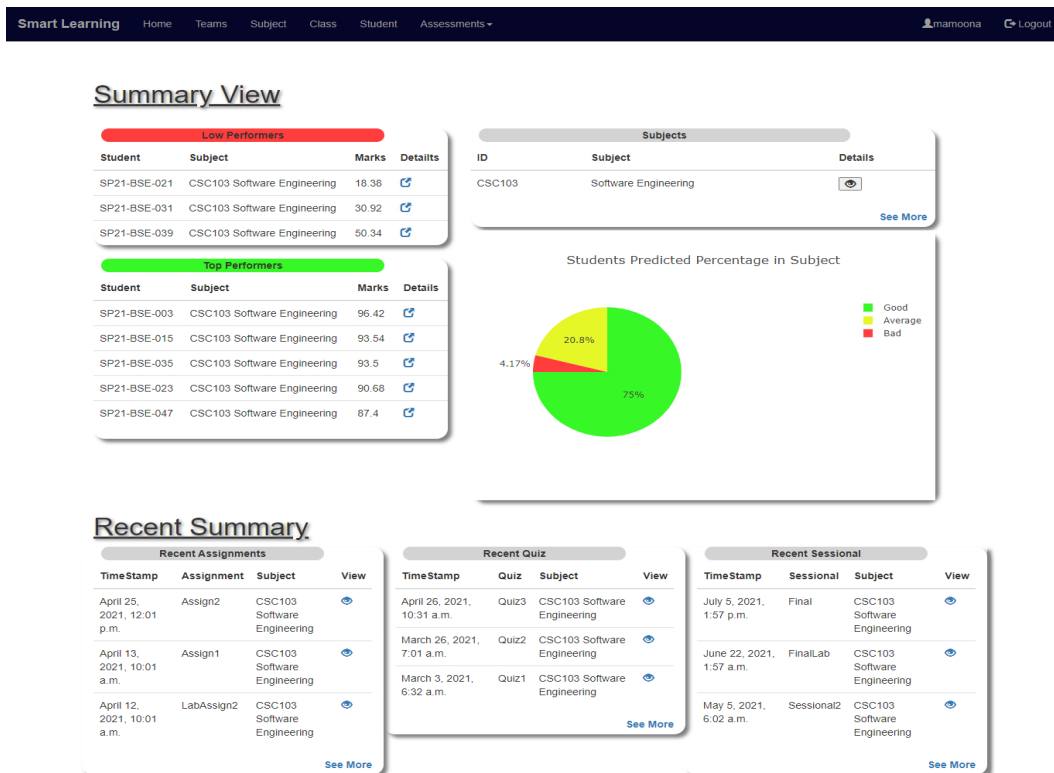 Smart Learning Home Teams Subject Class Student Assessments mamoona Logout
Summary View
Low Performers
Student Subject Marks Detailts
SP21-BSE-021 CSC103 Software Engineering 18.38
SP21-BSE-031 CSC103 Software Engineering 30.92
SP21-BSE-039 CSC103 Software Engineering 50.34
Top Performers
Student Subject Marks Details
SP21-BSE-003 CSC103 Software Engineering 96.42
SP21-BSE-015 CSC103 Software Engineering 93.54
SP21-BSE-035 CSC103 Software Engineering 93.5
SP21-BSE-023 CSC103 Software Engineering 90.68
SP21-BSE-047 CSC103 Software Engineering 87.4
Subjects
ID Subject Details
CSC103 Software Engineering
See More
Students Predicted Percentage in Subject
Good
Average
Bad
20.8%
4.17%
75%
Recent Summary
Recent Assignments
TimeStamp Assignment Subject View
April 25, Assign2 CSC103
2021, 12:01 Software
p.m. Engineering
April 13, Assign1 CSC103
2021, 10:01 Software
a.m. Engineering
April 12, LabAssign2 CSC103
2021, 10:01 Software
a.m. Engineering
See More
Recent Quiz
TimeStamp Quiz Subject View
April 26, 2021, Quiz3 CSC103 Software
10:31 a.m. Engineering
March 26, 2021, Quiz2 CSC103 Software
7:01 a.m. Engineering
March 3, 2021, Quiz1 CSC103 Software
6:32 a.m. Engineering
See More
Recent Sessional
TimeStamp Sessional Subject View
July 5, 2021, Final CSC103
1:57 p.m. Software
Engineering
June 22, 2021, FinalLab CSC103
1:57 a.m. Software
Engineering
May 5, 2021, Sessional2 CSC103
6:02 a.m. Software
Engineering
See More